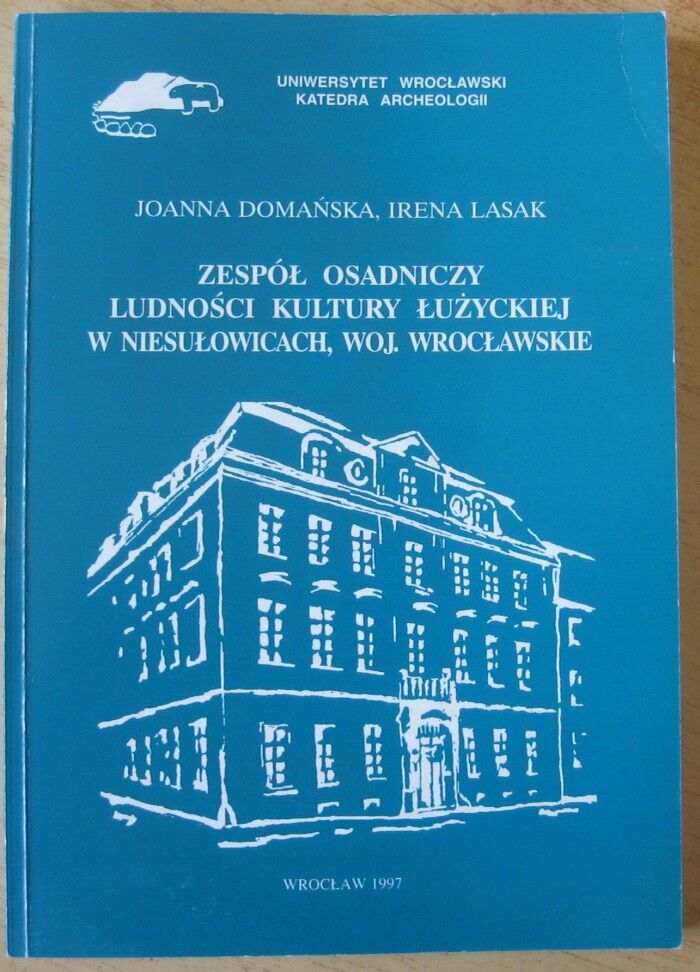 UNIWERSYTET WROCŁAWSKI
KATEDRA ARCHEOLOGII
JOANNA DOMAŃSKA, IRENA LASAK
ZESPÓŁ OSADNICZY
LUDNOŚCI KULTURY ŁUŻYCKIEJ
W NIESUŁOWICACH, WOJ. WROCŁAWSKIE
WROCŁAW 1997